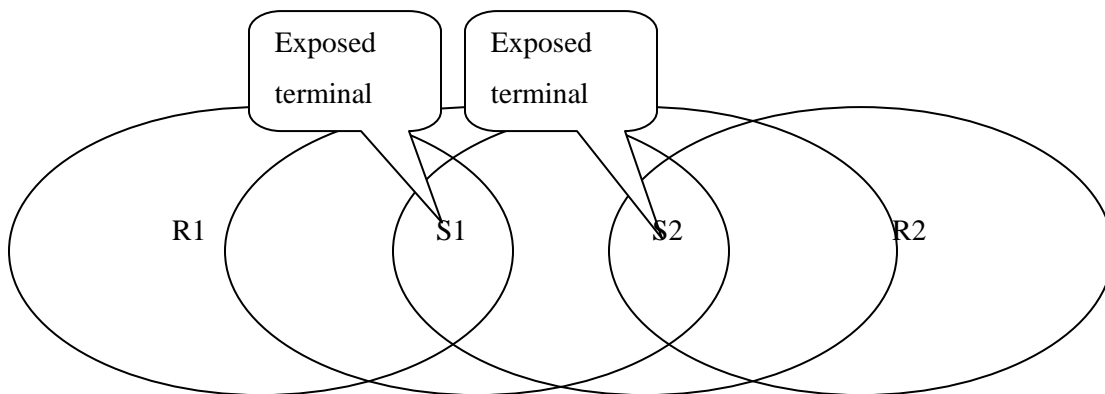 Exposed
terminal
Exposed
terminal
R1
S1
S2
R2